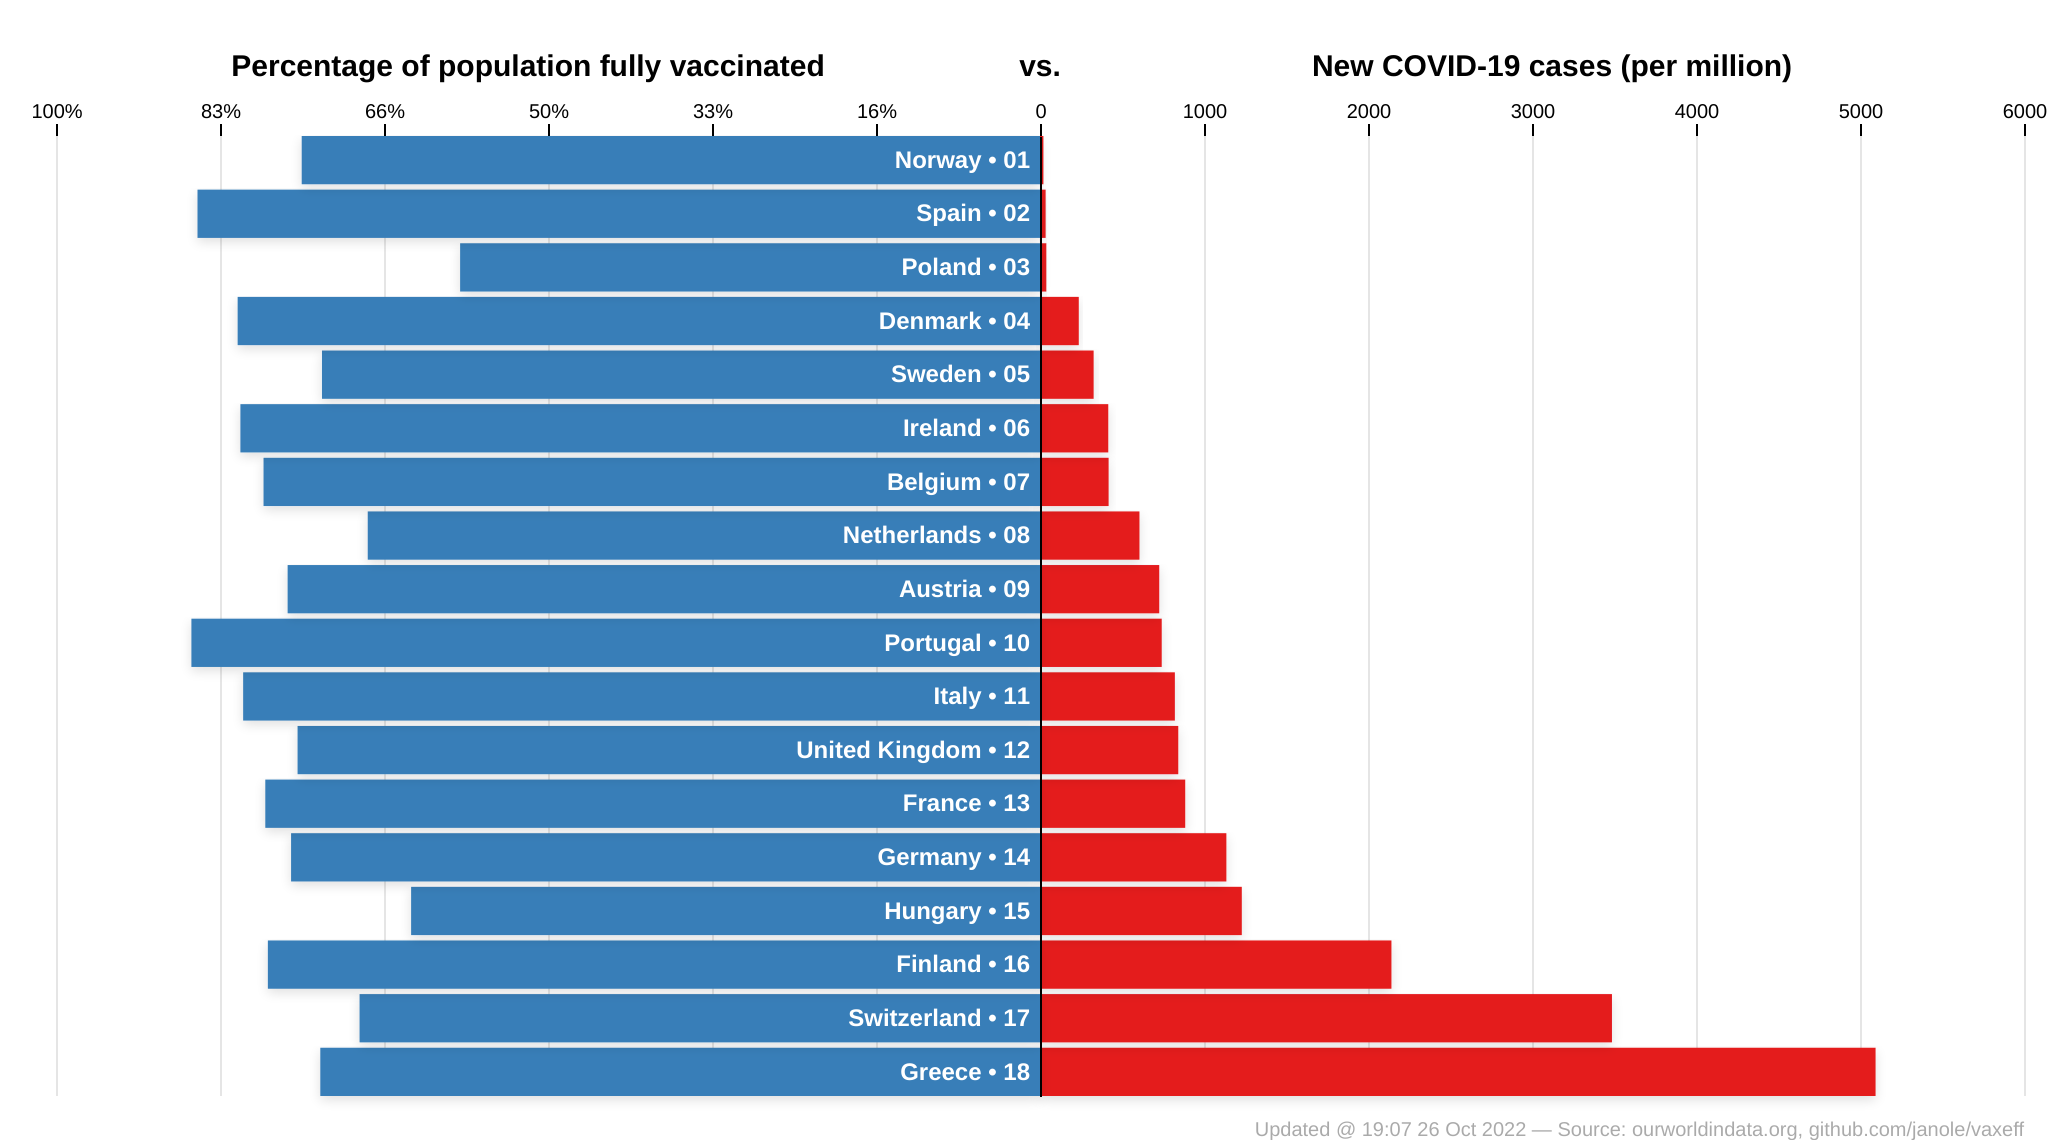 Percentage of population fully vaccinated vs. New COVID-19 cases (per million)
100% 83% 66% 50% 33% 16% 0 1000 2000 3000 4000 5000 6000
Norway • 01
Spain • 02
Poland • 03
Denmark • 04
Sweden • 05
Ireland • 06
Belgium • 07
Netherlands • 08
Austria • 09
Portugal • 10
Italy • 11
United Kingdom • 12
France • 13
Germany • 14
Hungary • 15
Finland • 16
Switzerland • 17
Greece • 18
Updated @ 19:07 26 Oct 2022 — Source: ourworldindata.org, github.com/janole/vaxeff